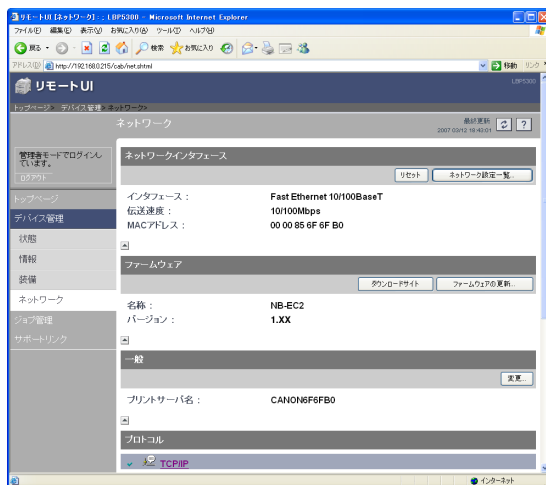 リモートUI [ネットワーク] : ; LBP5300 - Microsoft Internet Explorer
ファイル(F) 編集(E) 表示(V) お気に入り(A) ツール(T) ヘルプ(H)
戻る 検索 お気に入り
アドレス(D) http://192.168.0.215/cab/net.shtml 移動 リンク
リモートUI LBP5300
トップページ> デバイス管理> ネットワーク>
ネットワーク 最終更新
2007 03/12 18:40:01
管理者モードでログインしています。
ログアウト
トップページ
デバイス管理
状態
情報
装備
ネットワーク
ジョブ管理
サポートリンク
ネットワークインタフェース
リセット ネットワーク設定一覧...
インタフェース : Fast Ethernet 10/100BaseT
伝送速度 : 10/100Mbps
MACアドレス : 00 00 85 6F 6F B0
ファームウェア
ダウンロードサイト ファームウェアの更新...
名称 : NB-EC2
バージョン : 1.XX
一般
変更...
プリントサーバ名 : CANON6F6FB0
プロトコル
TCP/IP
インターネット